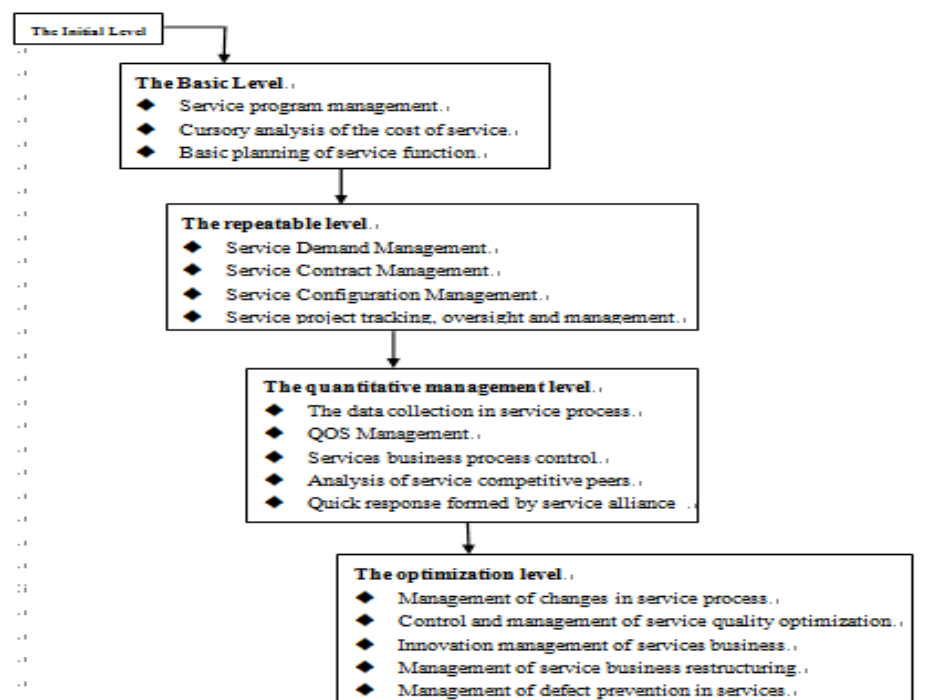 The Initial Level
The Basic Level.
◆ Service program management.
◆ Cursory analysis of the cost of service.
◆ Basic planning of service function.
The repeatable level.
◆ Service Demand Management.
◆ Service Contract Management.
◆ Service Configuration Management.
◆ Service project tracking, oversight and management.
The quantitative management level.
◆ The data collection in service process.
◆ QOS Management.
◆ Services business process control.
◆ Analysis of service competitive peers.
◆ Quick response formed by service alliance .
The optimization level.
◆ Management of changes in service process.
◆ Control and management of service quality optimization.
◆ Innovation management of services business.
◆ Management of service business restructuring.
◆ Management of defect prevention in services.